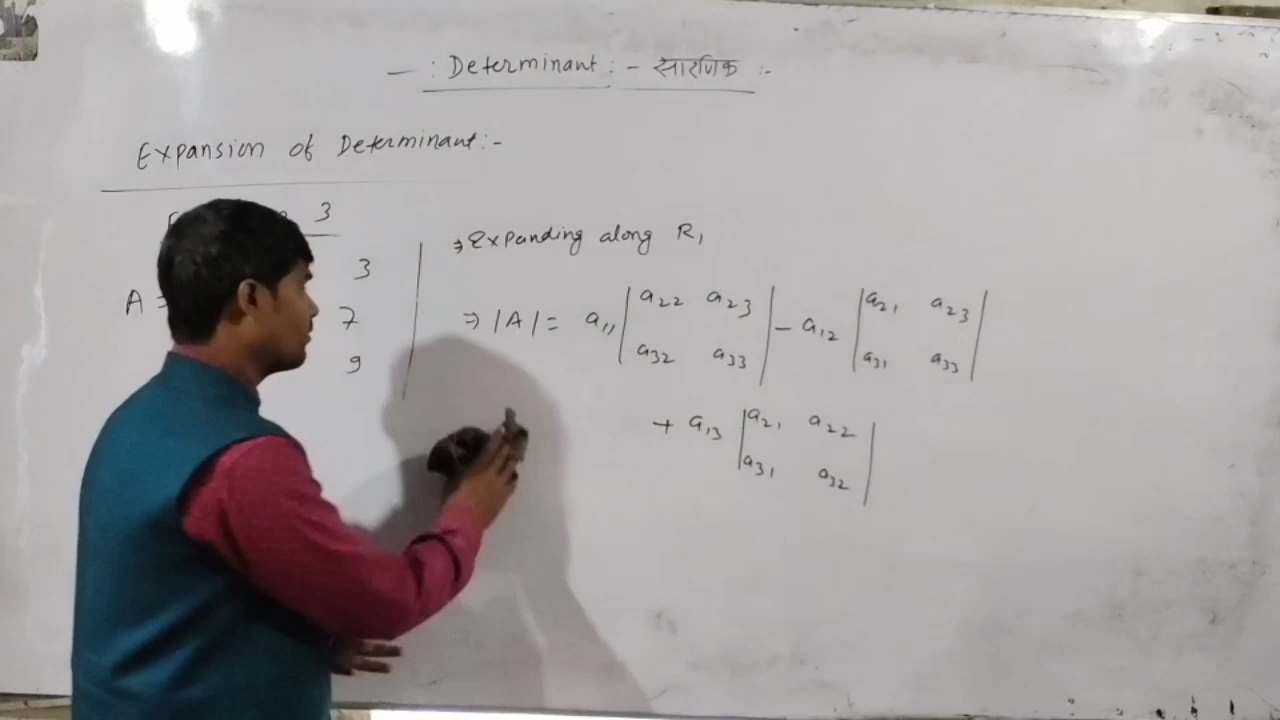 — : Determinant : - सारणिक :-
Expansion of Determinant :-
3
A =
3
7
9
⇒ Expanding along R₁
⇒ |A| = a₁₁ |a₂₂ a₂₃| - a₁₂ |a₂₁ a₂₃|
|a₃₂ a₃₃| |a₃₁ a₃₃|
+ a₁₃ |a₂₁ a₂₂|
|a₃₁ a₃₂|